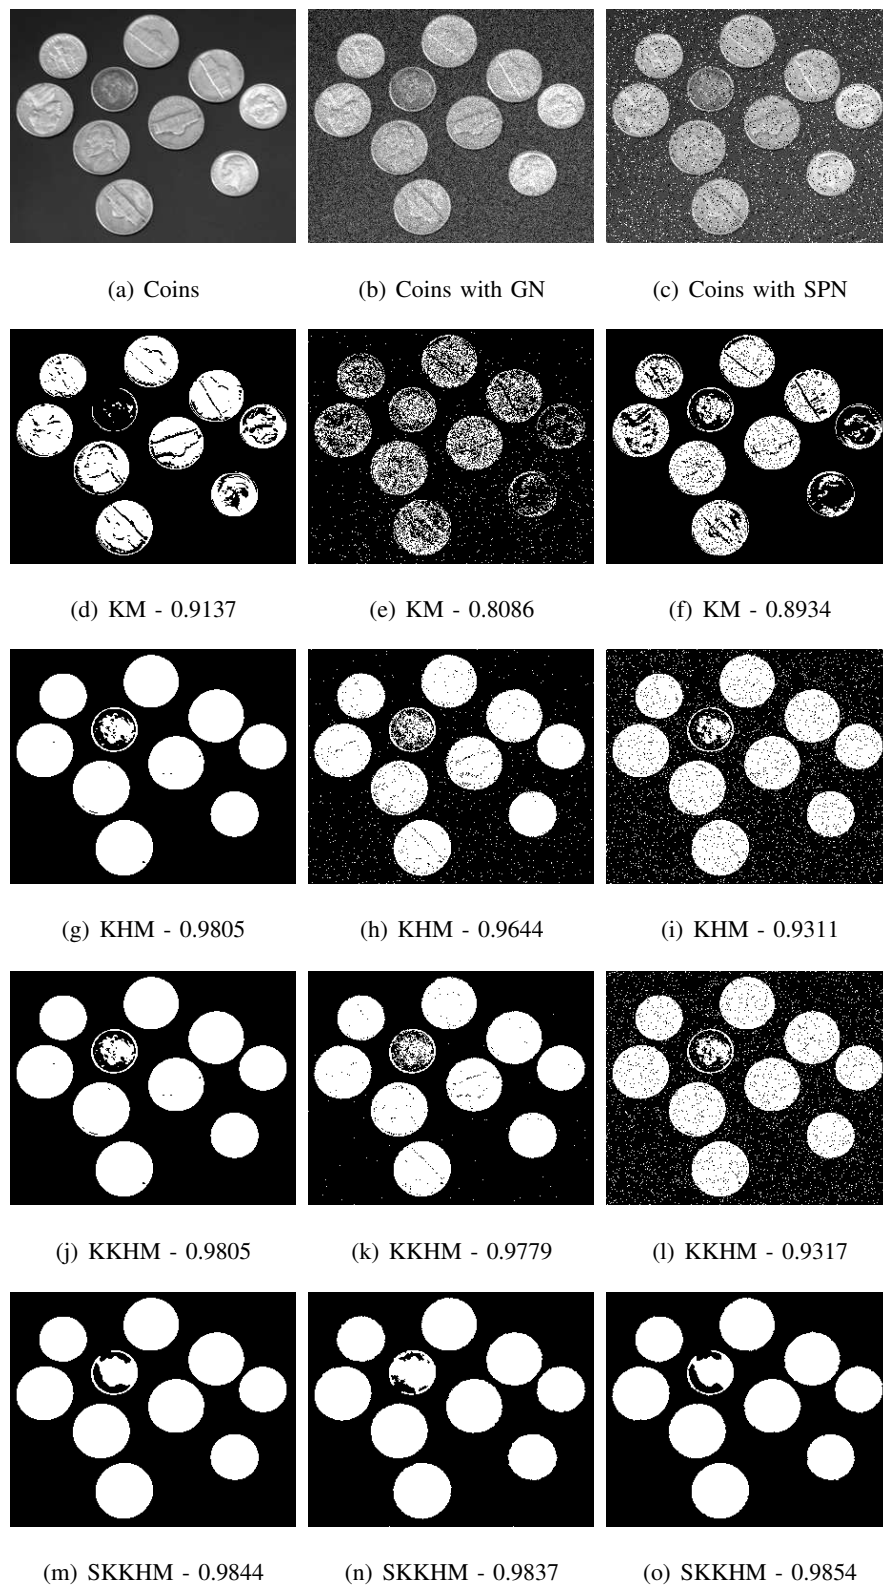 (a) Coins
(b) Coins with GN
(c) Coins with SPN
(d) KM - 0.9137
(e) KM - 0.8086
(f) KM - 0.8934
(g) KHM - 0.9805
(h) KHM - 0.9644
(i) KHM - 0.9311
(j) KKHM - 0.9805
(k) KKHM - 0.9779
(l) KKHM - 0.9317
(m) SKKHM - 0.9844
(n) SKKHM - 0.9837
(o) SKKHM - 0.9854